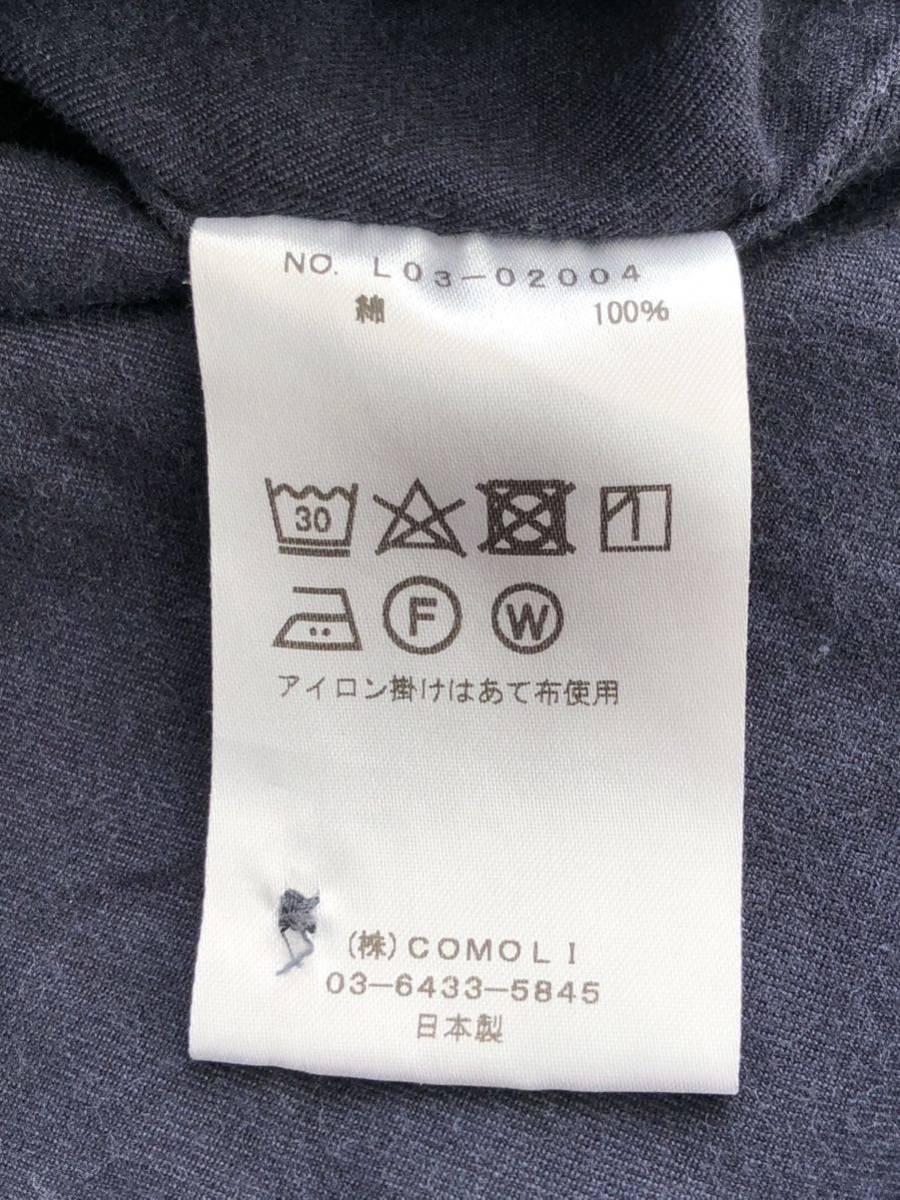 NO. L03-02004
綿 100%
30
F W
アイロン掛けはあて布使用
(株)COMOLI
03-6433-5845
日本製